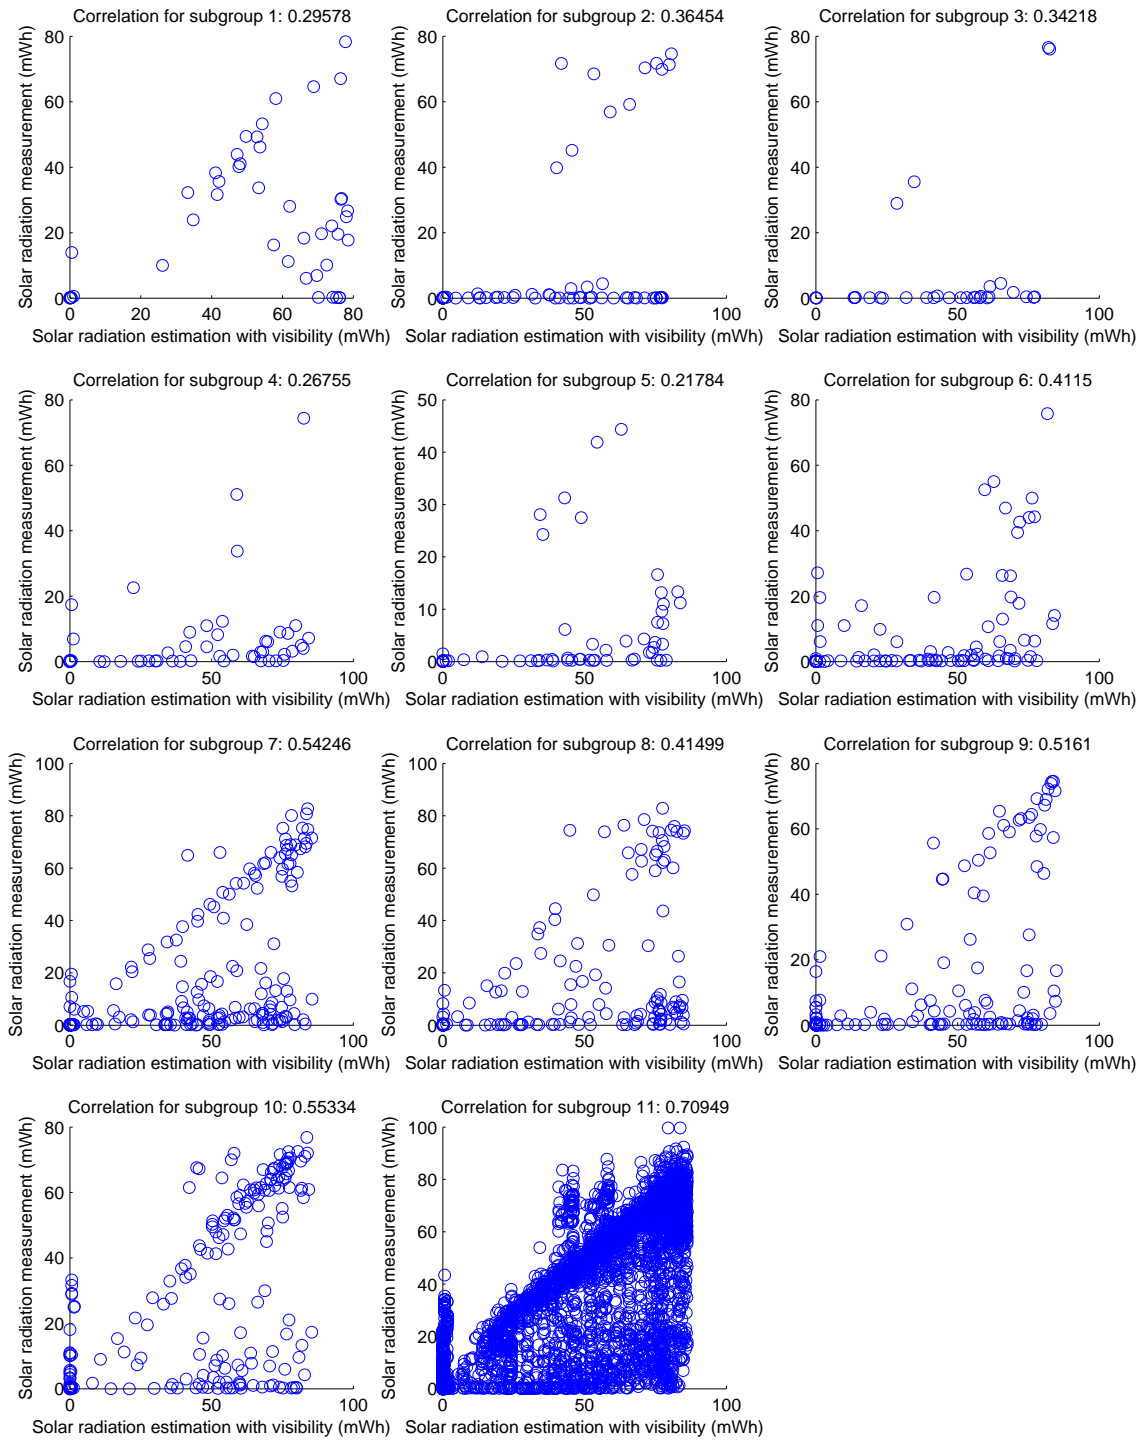 Correlation for subgroup 1: 0.29578
Solar radiation measurement (mWh)
80
60
40
20
0
0 20 40 60 80
Solar radiation estimation with visibility (mWh)
Correlation for subgroup 2: 0.36454
Solar radiation measurement (mWh)
80
60
40
20
0
0 50 100
Solar radiation estimation with visibility (mWh)
Correlation for subgroup 3: 0.34218
Solar radiation measurement (mWh)
80
60
40
20
0
0 50 100
Solar radiation estimation with visibility (mWh)
Correlation for subgroup 4: 0.26755
Solar radiation measurement (mWh)
80
60
40
20
0
0 50 100
Solar radiation estimation with visibility (mWh)
Correlation for subgroup 5: 0.21784
Solar radiation measurement (mWh)
50
40
30
20
10
0
0 50 100
Solar radiation estimation with visibility (mWh)
Correlation for subgroup 6: 0.4115
Solar radiation measurement (mWh)
80
60
40
20
0
0 50 100
Solar radiation estimation with visibility (mWh)
Correlation for subgroup 7: 0.54246
Solar radiation measurement (mWh)
100
80
60
40
20
0
0 50 100
Solar radiation estimation with visibility (mWh)
Correlation for subgroup 8: 0.41499
Solar radiation measurement (mWh)
100
80
60
40
20
0
0 50 100
Solar radiation estimation with visibility (mWh)
Correlation for subgroup 9: 0.5161
Solar radiation measurement (mWh)
80
60
40
20
0
0 50 100
Solar radiation estimation with visibility (mWh)
Correlation for subgroup 10: 0.55334
Solar radiation measurement (mWh)
80
60
40
20
0
0 50 100
Solar radiation estimation with visibility (mWh)
Correlation for subgroup 11: 0.70949
Solar radiation measurement (mWh)
100
80
60
40
20
0
0 50 100
Solar radiation estimation with visibility (mWh)